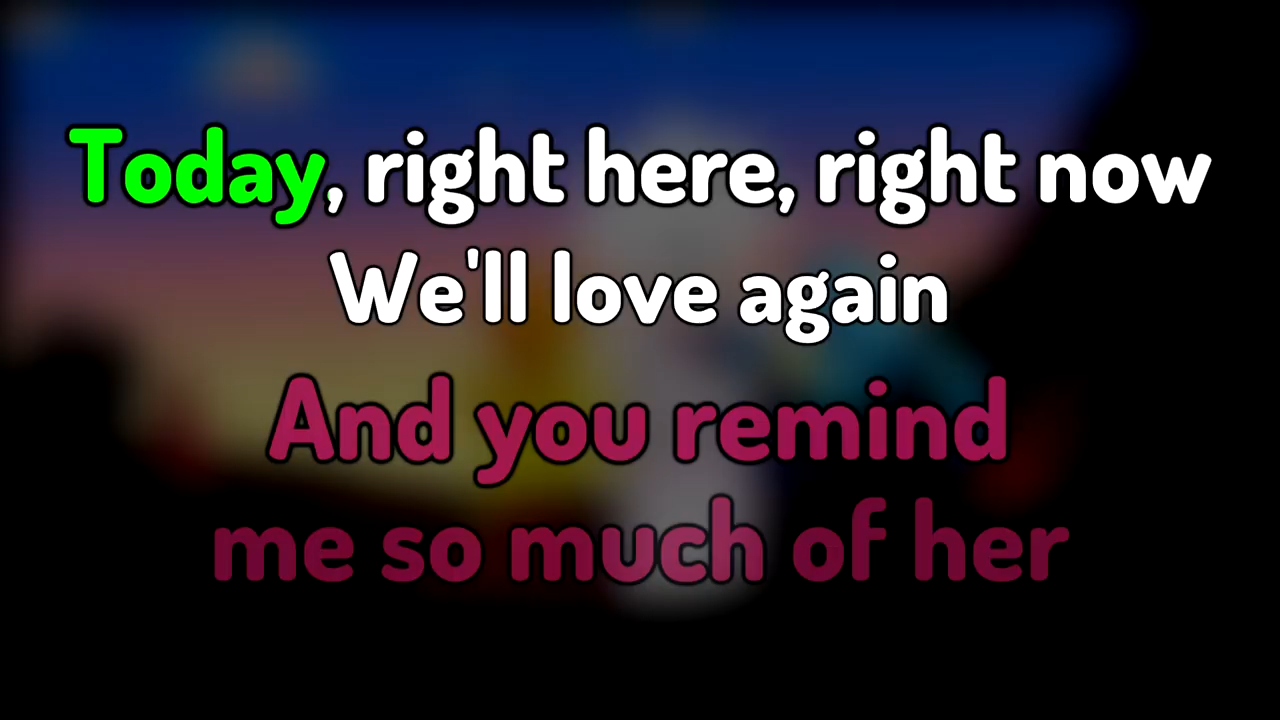 Today, right here, right now
We'll love again
And you remind
me so much of her